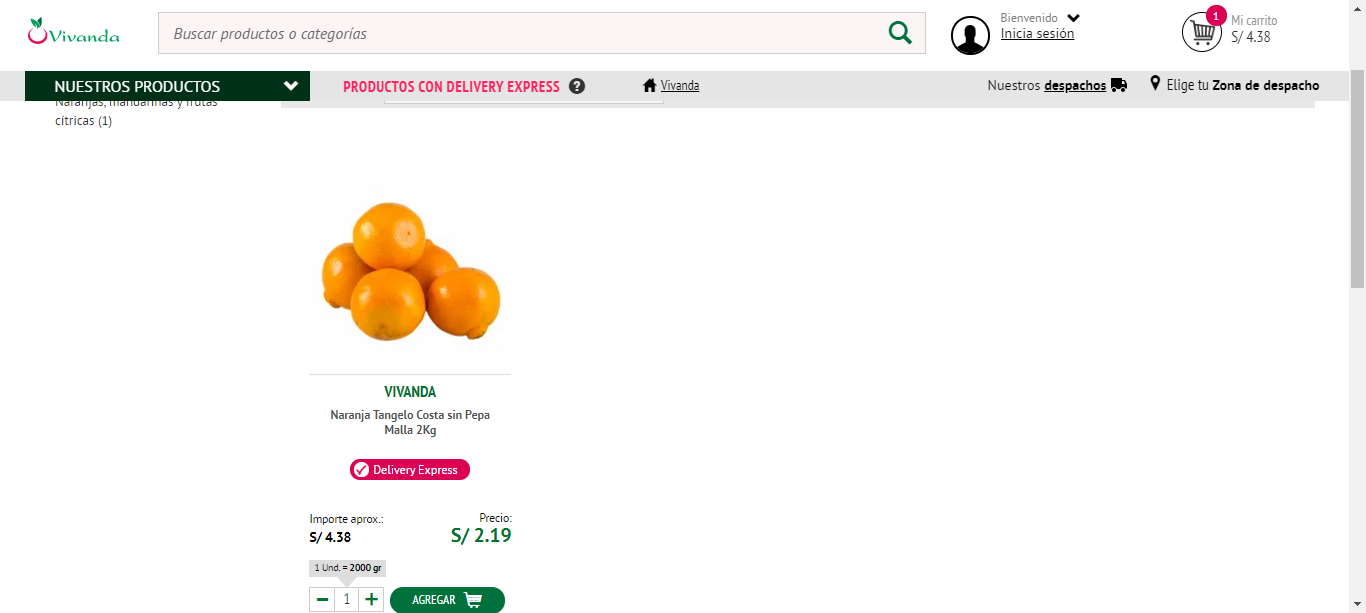 Vivanda
Buscar productos o categorías
Bienvenido
Inicia sesión
1
Mi carrito
S/ 4.38
NUESTROS PRODUCTOS
PRODUCTOS CON DELIVERY EXPRESS ?
Vivanda
Nuestros despachos
Elige tu Zona de despacho
Naranjas, mandarinas y frutas
cítricas (1)
VIVANDA
Naranja Tangelo Costa sin Pepa
Malla 2Kg
Delivery Express
Importe aprox.:
S/ 4.38
Precio:
S/ 2.19
1 Und. = 2000 gr
1
AGREGAR